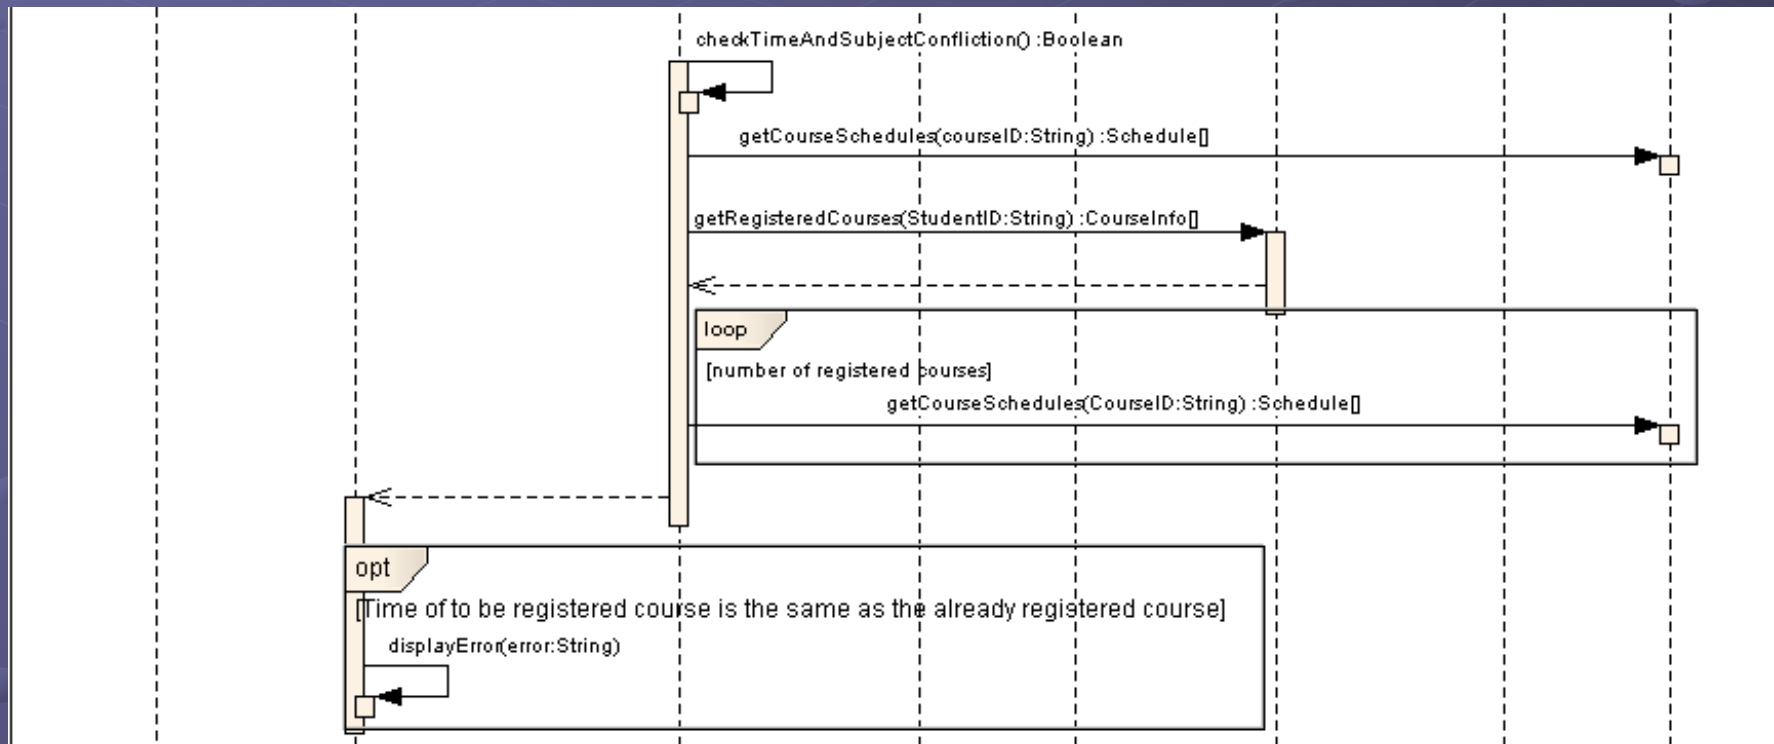 checkTimeAndSubjectConfliction() :Boolean
getCourseSchedules(courseID:String) :Schedule[]
getRegisteredCourses(StudentID:String) :CourseInfo[]
loop
[number of registered courses]
getCourseSchedules(CourseID:String) :Schedule[]
opt
[Time of to be registered course is the same as the already registered course]
displayError(error:String)